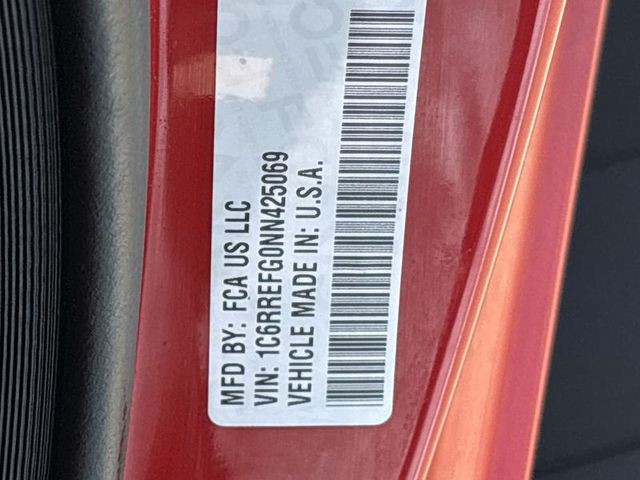 MFD BY: FCA US LLC
VIN: 1C6RREFG0NN425069
VEHICLE MADE IN: U.S.A.